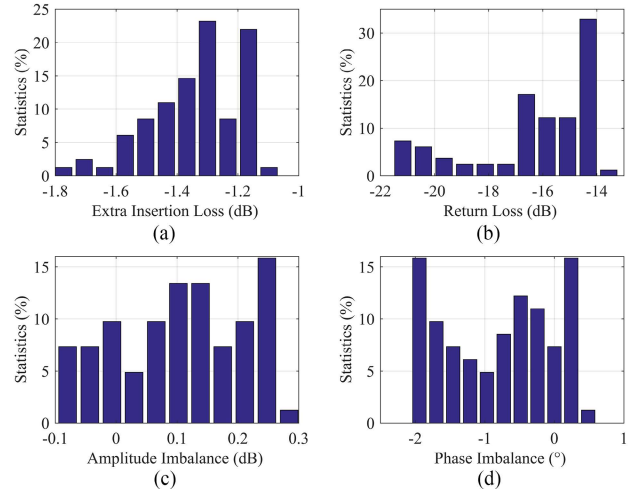 25
20
15
10
5
0
Statistics (%)
-1.8 -1.6 -1.4 -1.2 -1
Extra Insertion Loss (dB)
(a)
30
20
10
0
Statistics (%)
-22 -20 -18 -16 -14
Return Loss (dB)
(b)
15
10
5
0
Statistics (%)
-0.1 0 0.1 0.2 0.3
Amplitude Imbalance (dB)
(c)
15
10
5
0
Statistics (%)
-2 -1 0 1
Phase Imbalance (°)
(d)